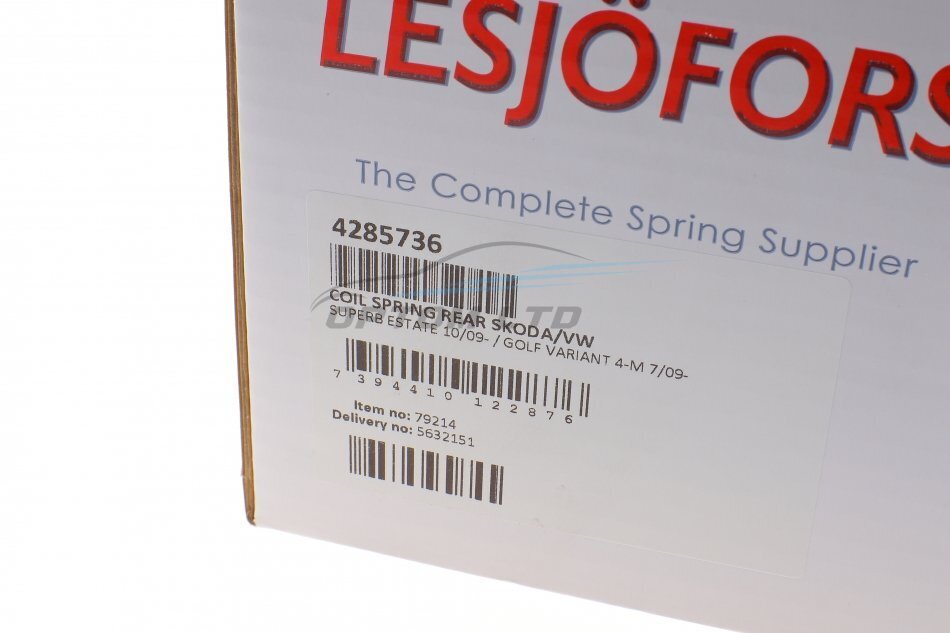 LESJÖFORS
The Complete Spring Supplier
4285736
COIL SPRING REAR SKODA/VW
SUPERB ESTATE 10/09- / GOLF VARIANT 4-M 7/09-
7 394410 122876
Item no: 79214
Delivery no: 5632151